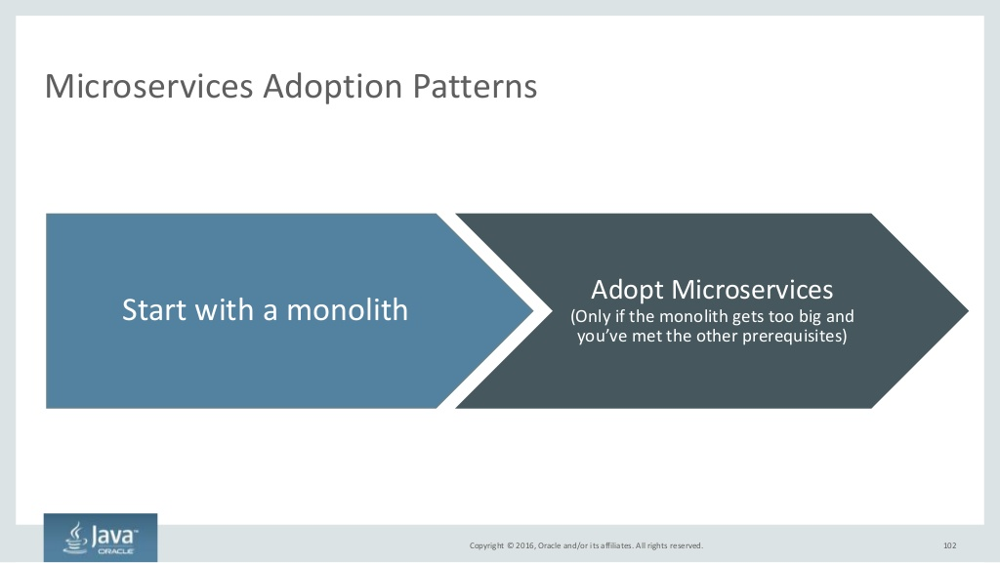 Microservices Adoption Patterns
Start with a monolith
Adopt Microservices
(Only if the monolith gets too big and
you’ve met the other prerequisites)
Java™
ORACLE
Copyright © 2016, Oracle and/or its affiliates. All rights reserved.
102